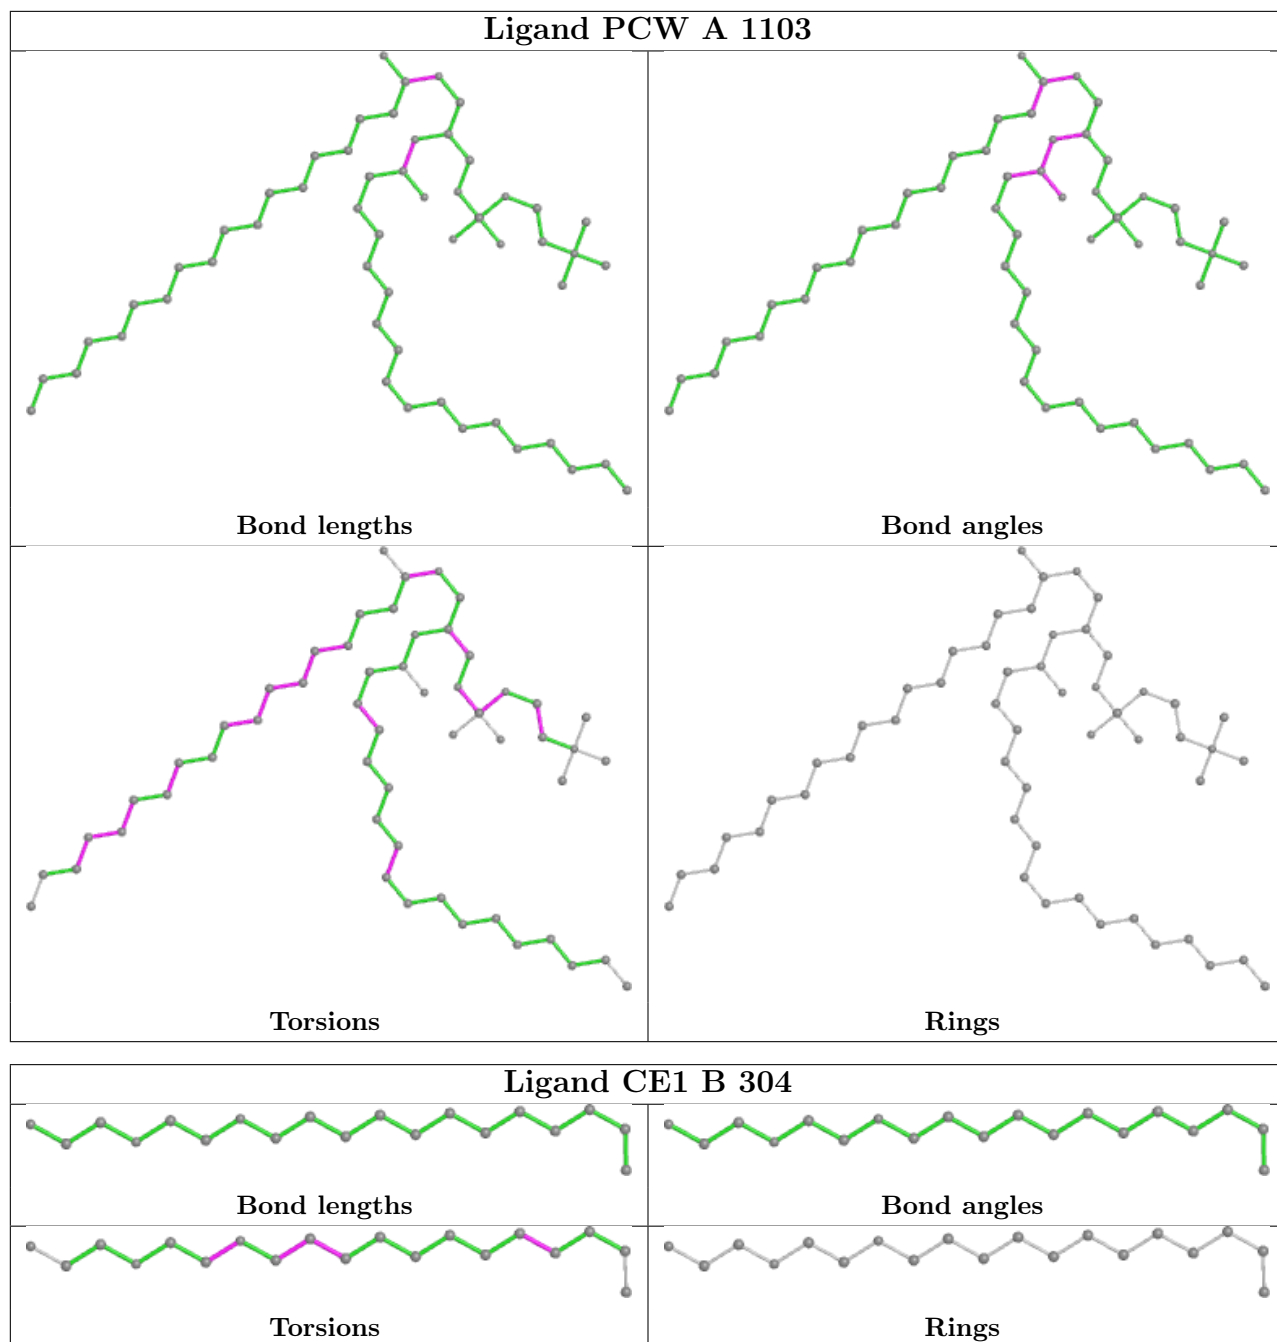 Ligand PCW A 1103
Bond lengths
Bond angles
Torsions
Rings
Ligand CE1 B 304
Bond lengths
Bond angles
Torsions
Rings